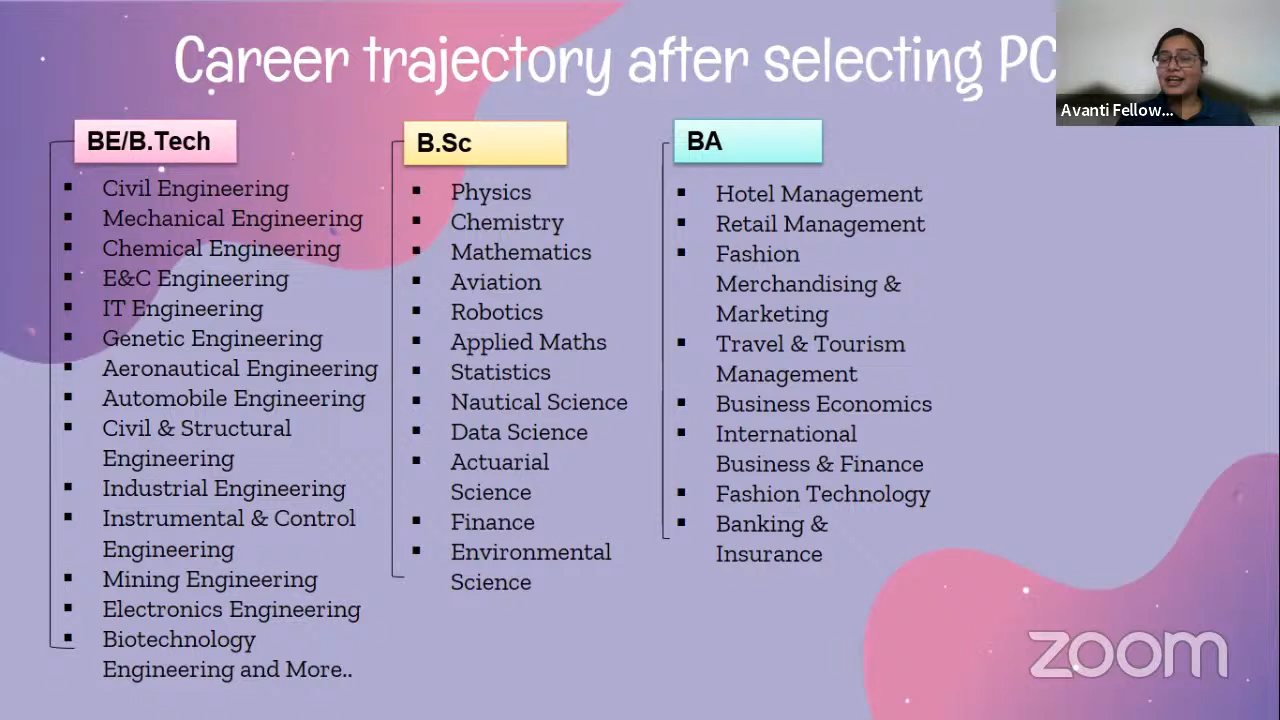 Career trajectory after selecting PC
Avanti Fellow...
BE/B.Tech
Civil Engineering
Mechanical Engineering
Chemical Engineering
E&C Engineering
IT Engineering
Genetic Engineering
Aeronautical Engineering
Automobile Engineering
Civil & Structural
Engineering
Industrial Engineering
Instrumental & Control
Engineering
Mining Engineering
Electronics Engineering
Biotechnology
Engineering and More..
B.Sc
Physics
Chemistry
Mathematics
Aviation
Robotics
Applied Maths
Statistics
Nautical Science
Data Science
Actuarial
Science
Finance
Environmental
Science
BA
Hotel Management
Retail Management
Fashion
Merchandising &
Marketing
Travel & Tourism
Management
Business Economics
International
Business & Finance
Fashion Technology
Banking &
Insurance
zoom